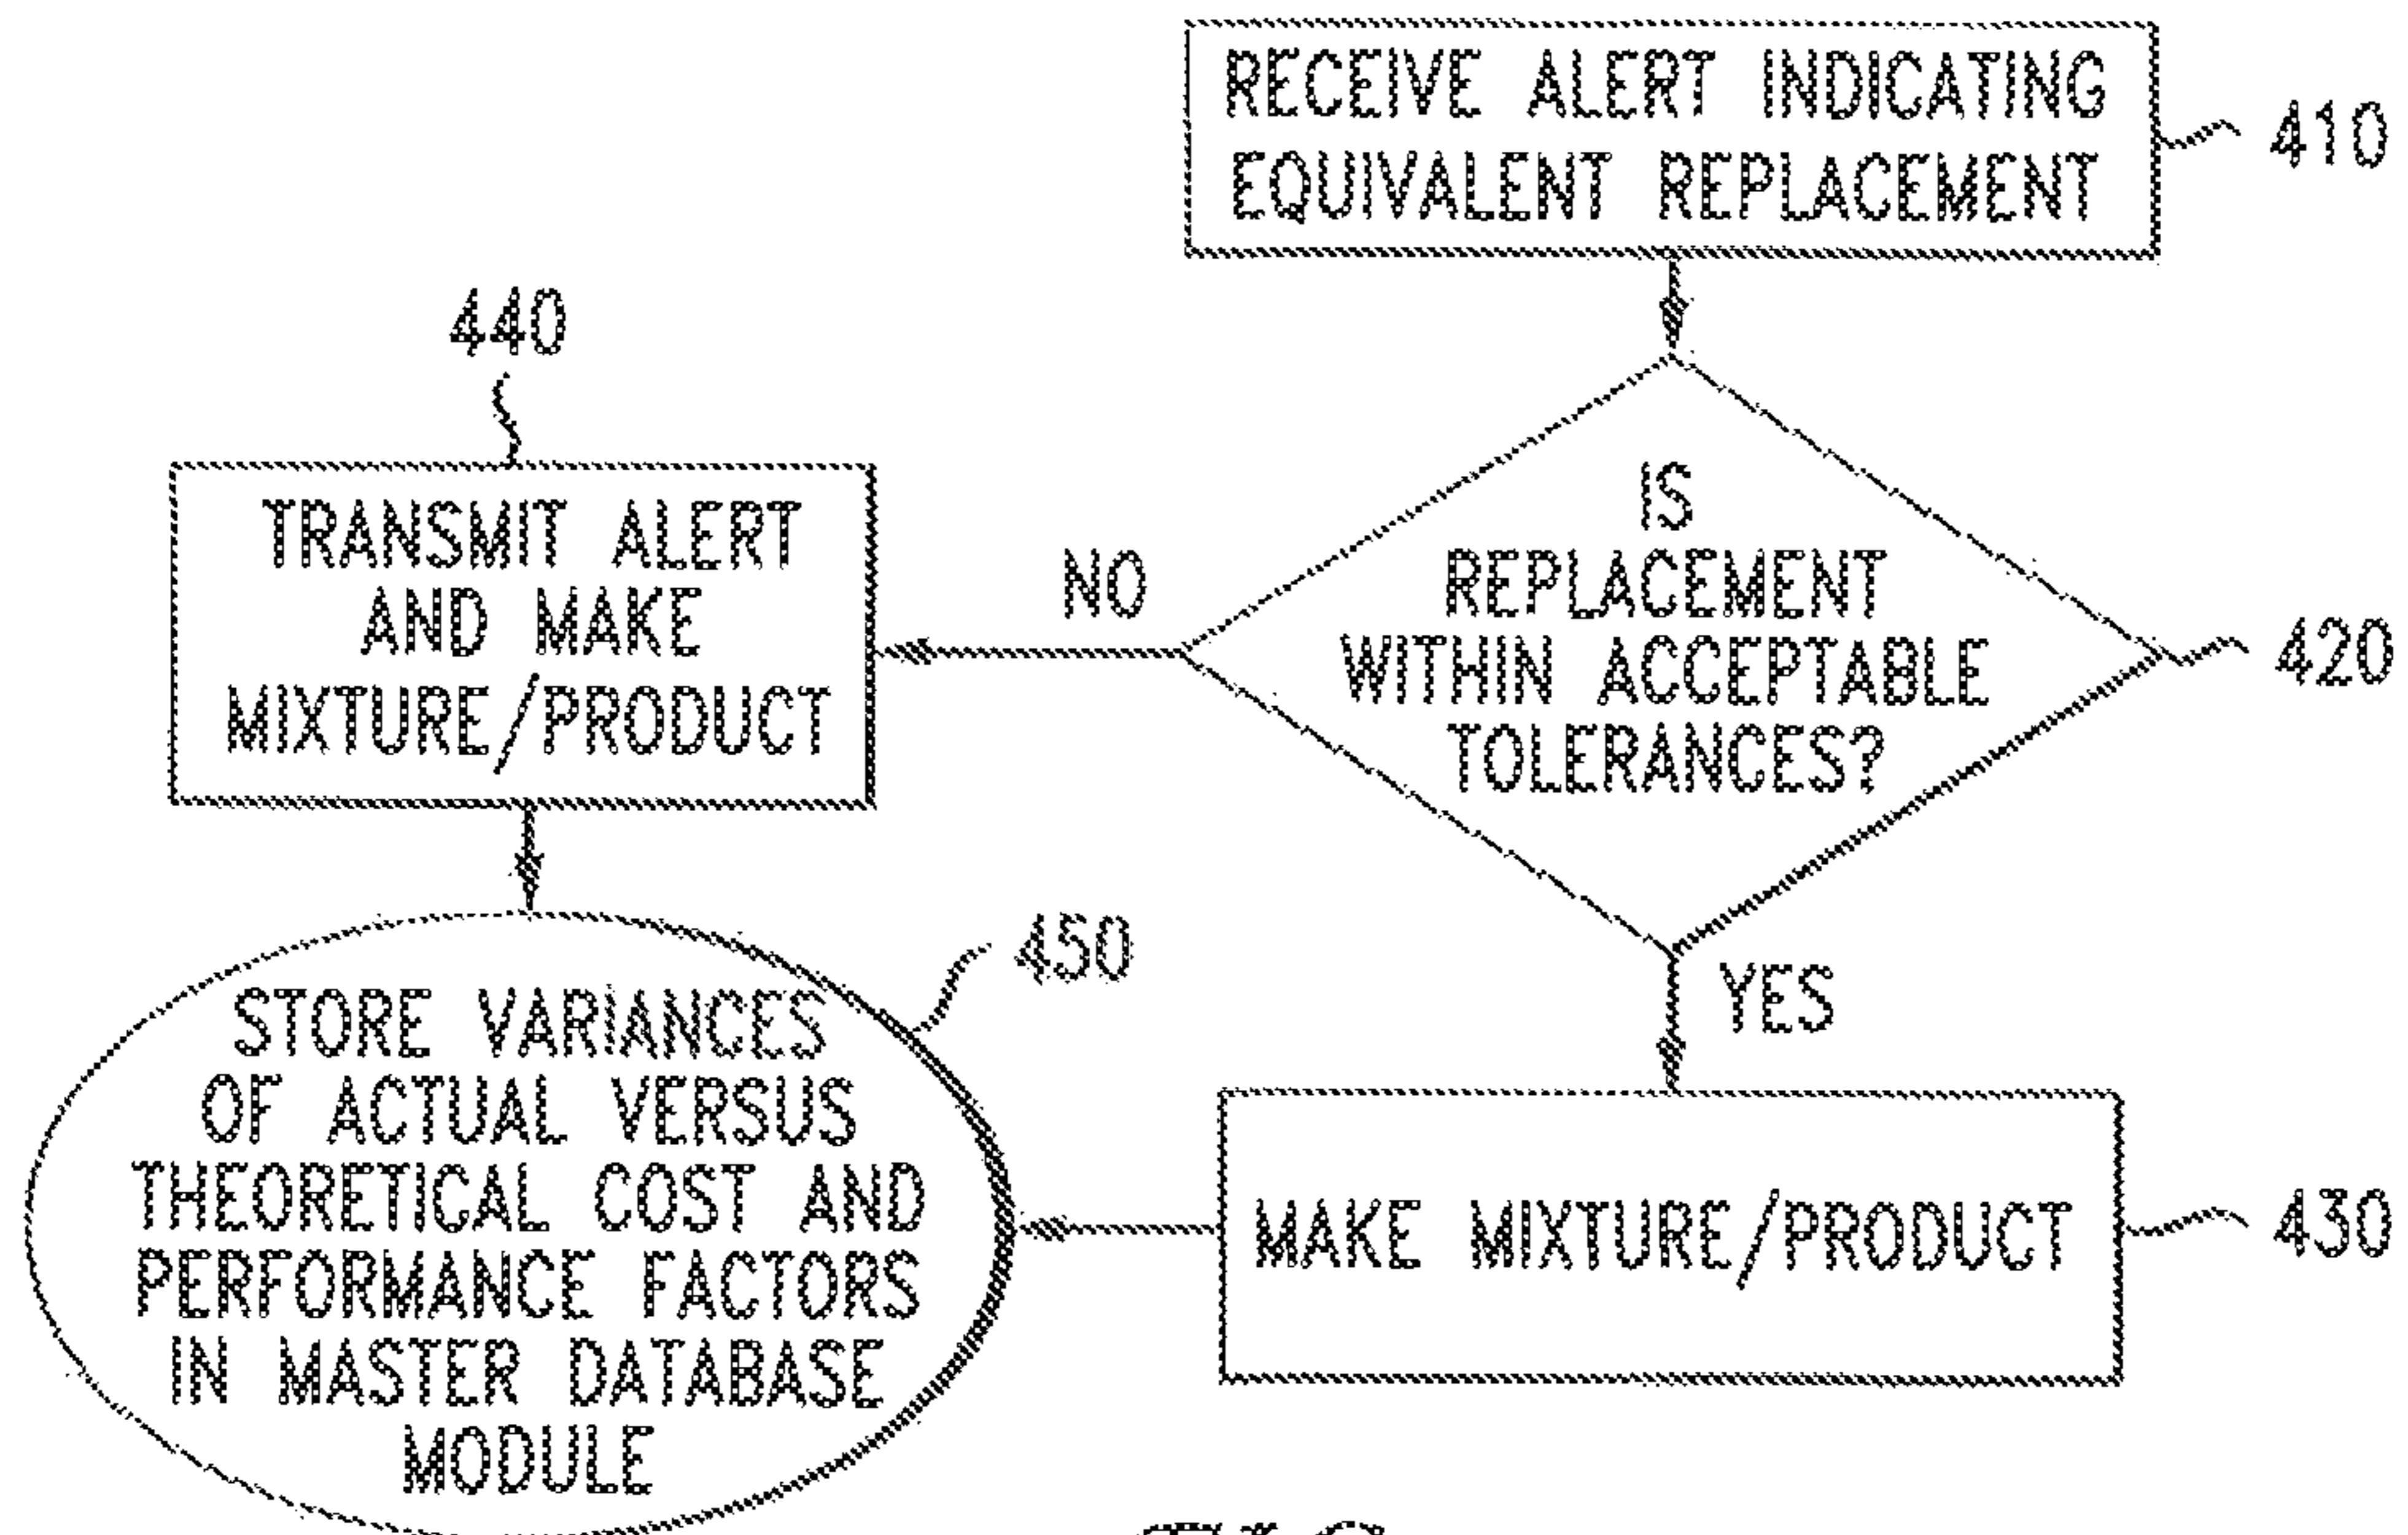 RECEIVE ALERT INDICATING
EQUIVALENT REPLACEMENT
410
440
TRANSMIT ALERT
AND MAKE
MIXTURE/PRODUCT
NO
IS
REPLACEMENT
WITHIN ACCEPTABLE
TOLERANCES?
420
YES
450
STORE VARIANCES
OF ACTUAL VERSUS
THEORETICAL COST AND
PERFORMANCE FACTORS
IN MASTER DATABASE
MODULE
MAKE MIXTURE/PRODUCT
430